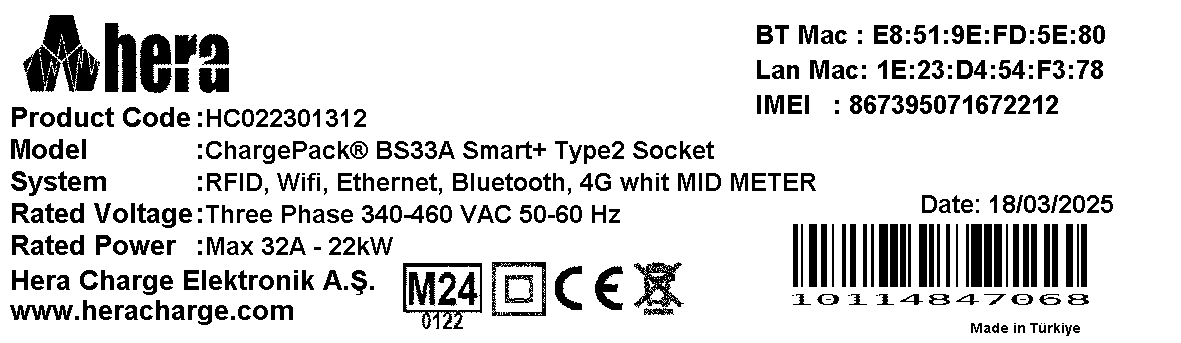 hera
BT Mac : E8:51:9E:FD:5E:80
Lan Mac: 1E:23:D4:54:F3:78
IMEI : 867395071672212
Product Code :HC022301312
Model :ChargePack® BS33A Smart+ Type2 Socket
System :RFID, Wifi, Ethernet, Bluetooth, 4G whit MID METER
Rated Voltage :Three Phase 340-460 VAC 50-60 Hz
Rated Power :Max 32A - 22kW
Hera Charge Elektronik A.Ş.
www.heracharge.com
M24
0122
CE
Date: 18/03/2025
10114847068
Made in Türkiye